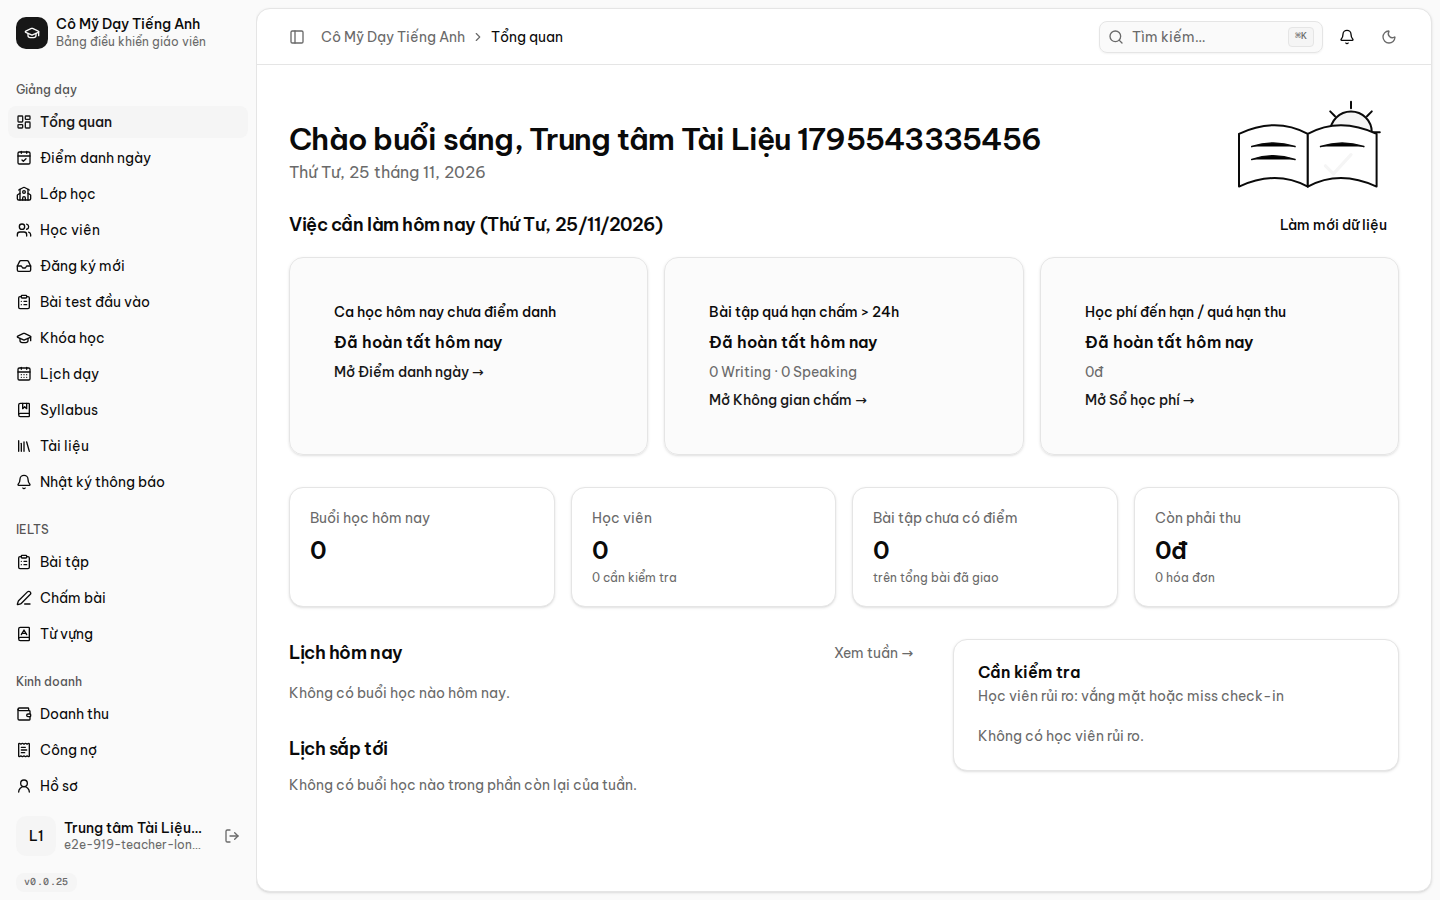 Cô Mỹ Dạy Tiếng Anh
Bảng điều khiển giáo viên
Giảng dạy
Tổng quan
Điểm danh ngày
Lớp học
Học viên
Đăng ký mới
Bài test đầu vào
Khóa học
Lịch dạy
Syllabus
Tài liệu
Nhật ký thông báo
IELTS
Bài tập
Chấm bài
Từ vựng
Kinh doanh
Doanh thu
Công nợ
Hồ sơ
L1
Trung tâm Tài Liệu...
e2e-919-teacher-lon...
v0.0.25
Cô Mỹ Dạy Tiếng Anh > Tổng quan
Tìm kiếm...
⌘K
Chào buổi sáng, Trung tâm Tài Liệu 1795543335456
Thứ Tư, 25 tháng 11, 2026
Việc cần làm hôm nay (Thứ Tư, 25/11/2026)
Làm mới dữ liệu
Ca học hôm nay chưa điểm danh
Đã hoàn tất hôm nay
Mở Điểm danh ngày →
Bài tập quá hạn chấm > 24h
Đã hoàn tất hôm nay
0 Writing · 0 Speaking
Mở Không gian chấm →
Học phí đến hạn / quá hạn thu
Đã hoàn tất hôm nay
0đ
Mở Sổ học phí →
Buổi học hôm nay
0
Học viên
0
0 cần kiểm tra
Bài tập chưa có điểm
0
trên tổng bài đã giao
Còn phải thu
0đ
0 hóa đơn
Lịch hôm nay
Xem tuần →
Không có buổi học nào hôm nay.
Lịch sắp tới
Không có buổi học nào trong phần còn lại của tuần.
Cần kiểm tra
Học viên rủi ro: vắng mặt hoặc miss check-in
Không có học viên rủi ro.